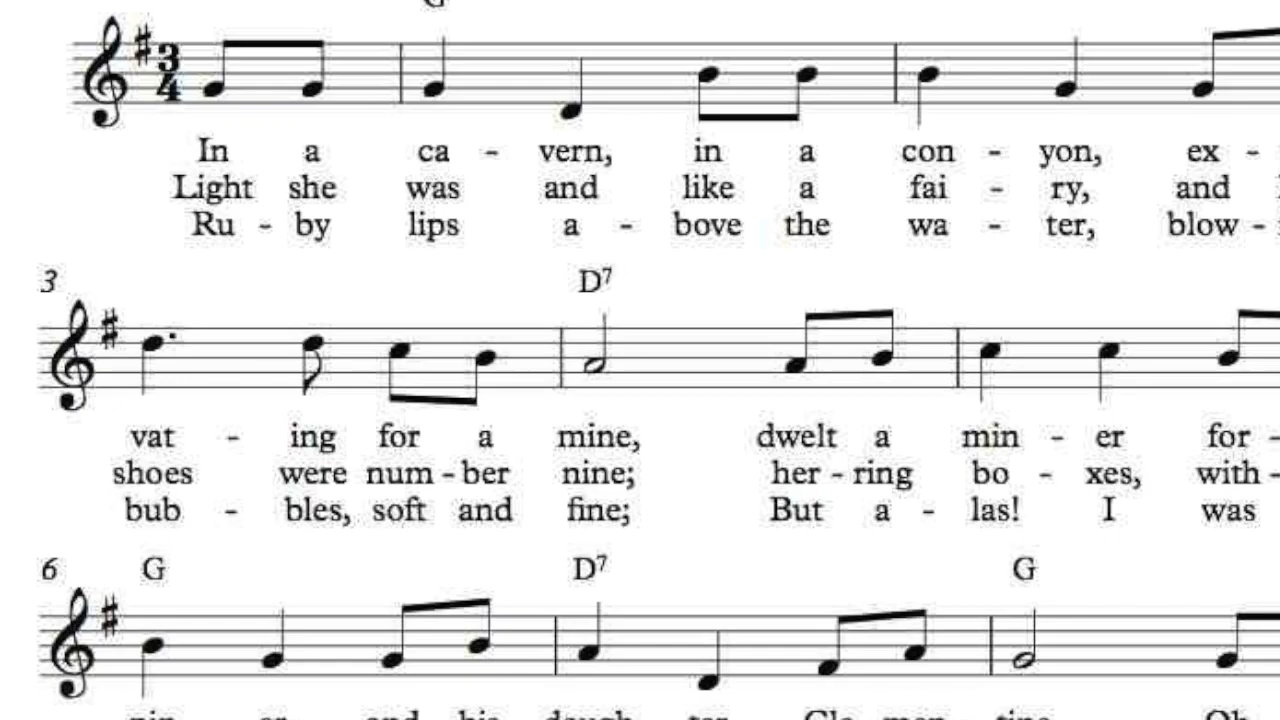 G
3
4
In a ca - vern, in a con - yon, ex -
Light she was and like a fai - ry, and
Ru - by lips a - bove the wa - ter, blow -
3 D7
vat - ing for a mine, dwelt a min - er for -
shoes were num - ber nine; her - ring bo - xes, with -
bub - bles, soft and fine; But a - las! I was
6 G D7 G